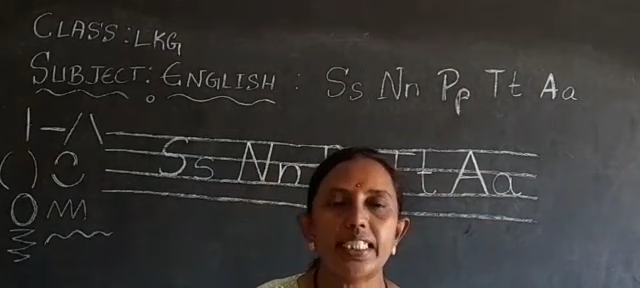 CLASS: LKG
SUBJECT: ENGLISH : Ss Nn Pp Tt Aa
Ss Nn t Aa